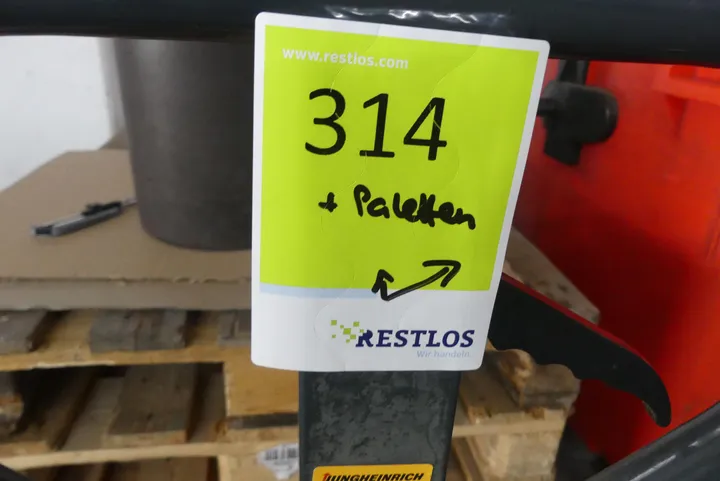 www.restlos.com
314
+ Paletten
RESTLOS
Wir handeln.
JUNGHEINRICH